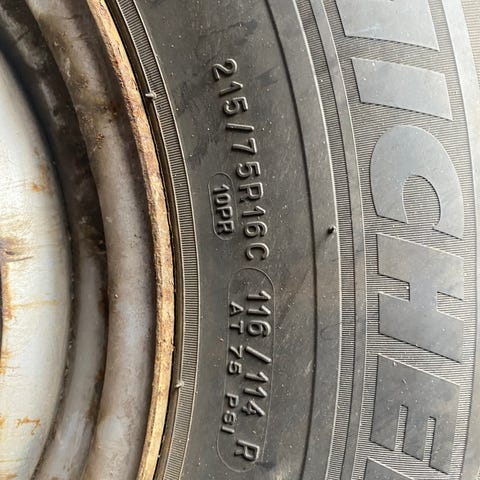 MICHE
215/75R16C 116/114 R
10PR AT 75 PSI